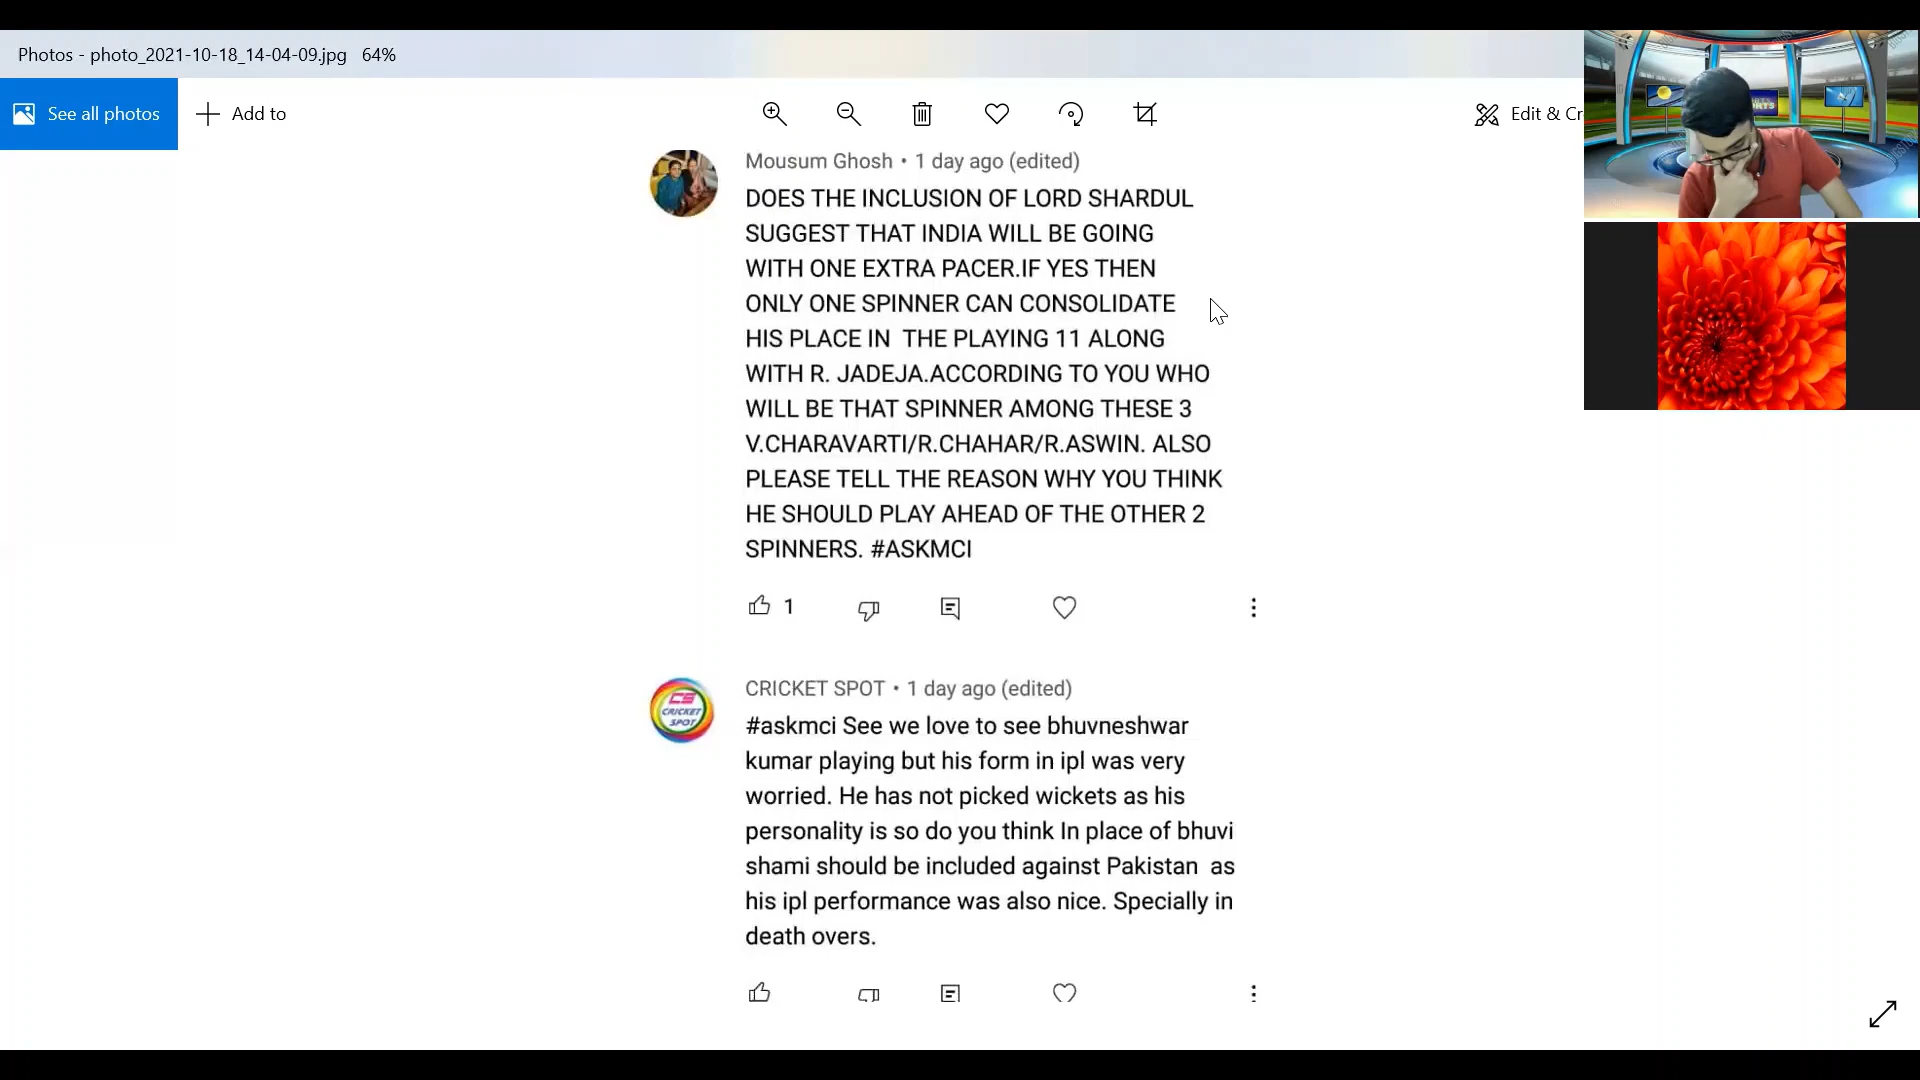 Photos - photo_2021-10-18_14-04-09.jpg 64%
See all photos
Add to
Edit & Cr
Mousum Ghosh • 1 day ago (edited)
DOES THE INCLUSION OF LORD SHARDUL
SUGGEST THAT INDIA WILL BE GOING
WITH ONE EXTRA PACER.IF YES THEN
ONLY ONE SPINNER CAN CONSOLIDATE
HIS PLACE IN THE PLAYING 11 ALONG
WITH R. JADEJA.ACCORDING TO YOU WHO
WILL BE THAT SPINNER AMONG THESE 3
V.CHARAVARTI/R.CHAHAR/R.ASWIN. ALSO
PLEASE TELL THE REASON WHY YOU THINK
HE SHOULD PLAY AHEAD OF THE OTHER 2
SPINNERS. #ASKMCI
1
CS
CRICKET
SPOT
CRICKET SPOT • 1 day ago (edited)
#askmci See we love to see bhuvneshwar
kumar playing but his form in ipl was very
worried. He has not picked wickets as his
personality is so do you think In place of bhuvi
shami should be included against Pakistan as
his ipl performance was also nice. Specially in
death overs.